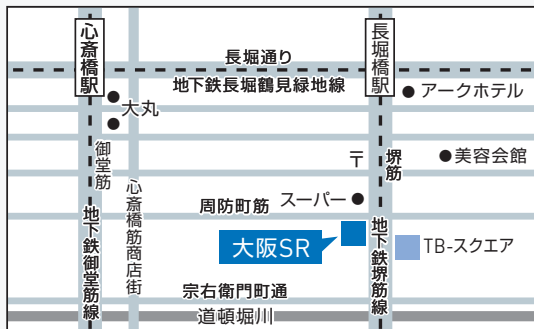 心斎橋駅
長堀橋駅
長堀通り
地下鉄長堀鶴見緑地線
アークホテル
大丸
御堂筋
〒
堺筋
美容会館
心斎橋筋商店街
周防町筋
スーパー
地下鉄御堂筋線
大阪SR
地下鉄堺筋線
TB-スクエア
宗右衛門町通
道頓堀川